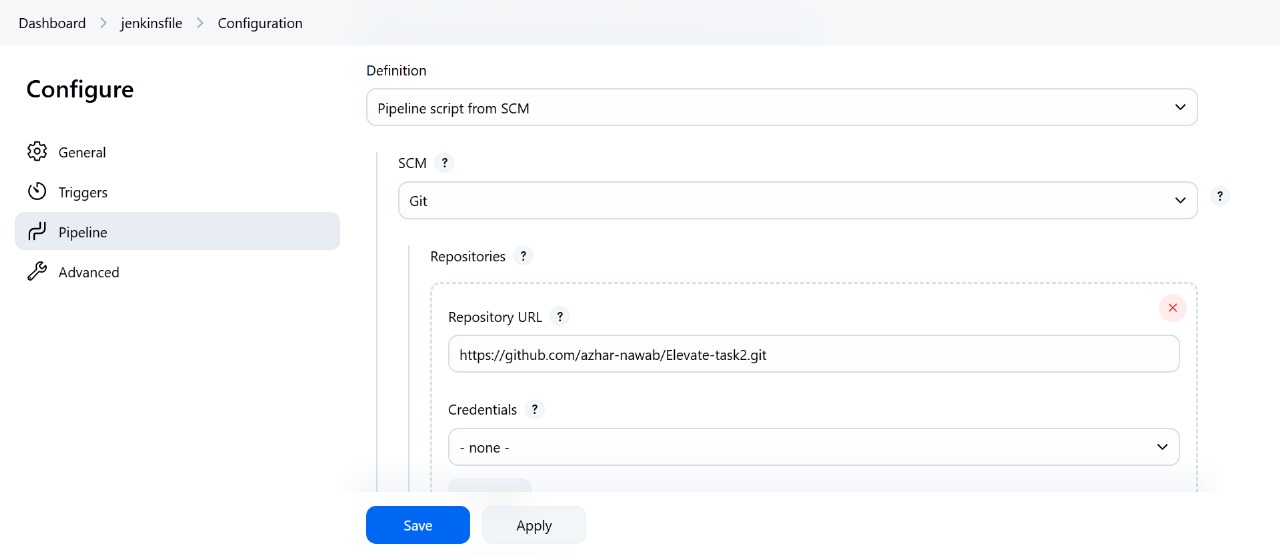 Dashboard > jenkinsfile > Configuration
Configure
General
Triggers
Pipeline
Advanced
Definition
Pipeline script from SCM
SCM ?
Git
?
Repositories ?
Repository URL ?
https://github.com/azhar-nawab/Elevate-task2.git
Credentials ?
- none -
Save
Apply